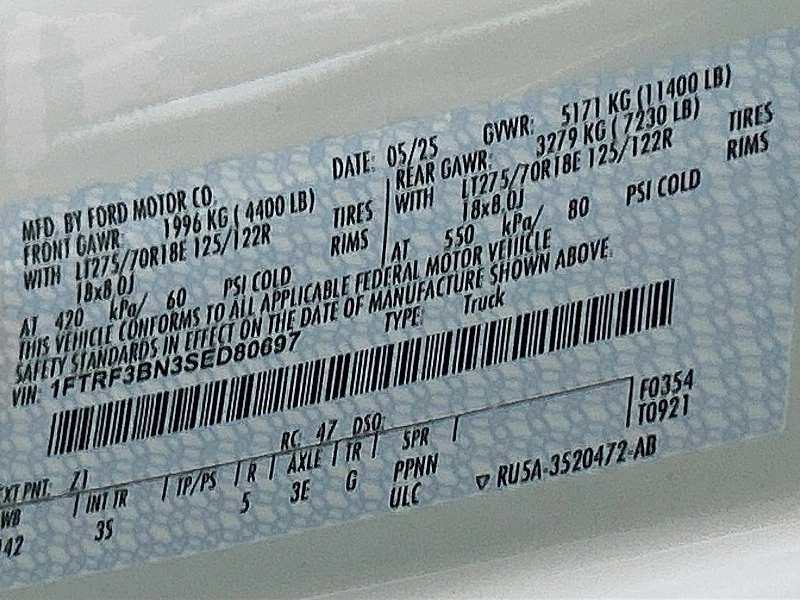 MFD. BY FORD MOTOR CO.
DATE: 05/25 GVWR: 5171 KG (11400 LB)
FRONT GAWR: 1996 KG ( 4400 LB)
WITH LT275/70R18E 125/122R TIRES
18x8.0J RIMS
AT 420 kPa/ 60 PSI COLD
REAR GAWR: 3279 KG ( 7230 LB)
WITH LT275/70R18E 125/122R TIRES
18x8.0J RIMS
AT 550 kPa/ 80 PSI COLD
THIS VEHICLE CONFORMS TO ALL APPLICABLE FEDERAL MOTOR VEHICLE
SAFETY STANDARDS IN EFFECT ON THE DATE OF MANUFACTURE SHOWN ABOVE.
VIN: 1FTRF3BN3SED80697
TYPE: Truck
F0354
T0921
XT PNT: Z1 RC: 47 DSO:
WB INT TR TP/PS R AXLE TR SPR
42 3S 5 3E G PPNN
ULC
▽ RU5A-3520472-AB